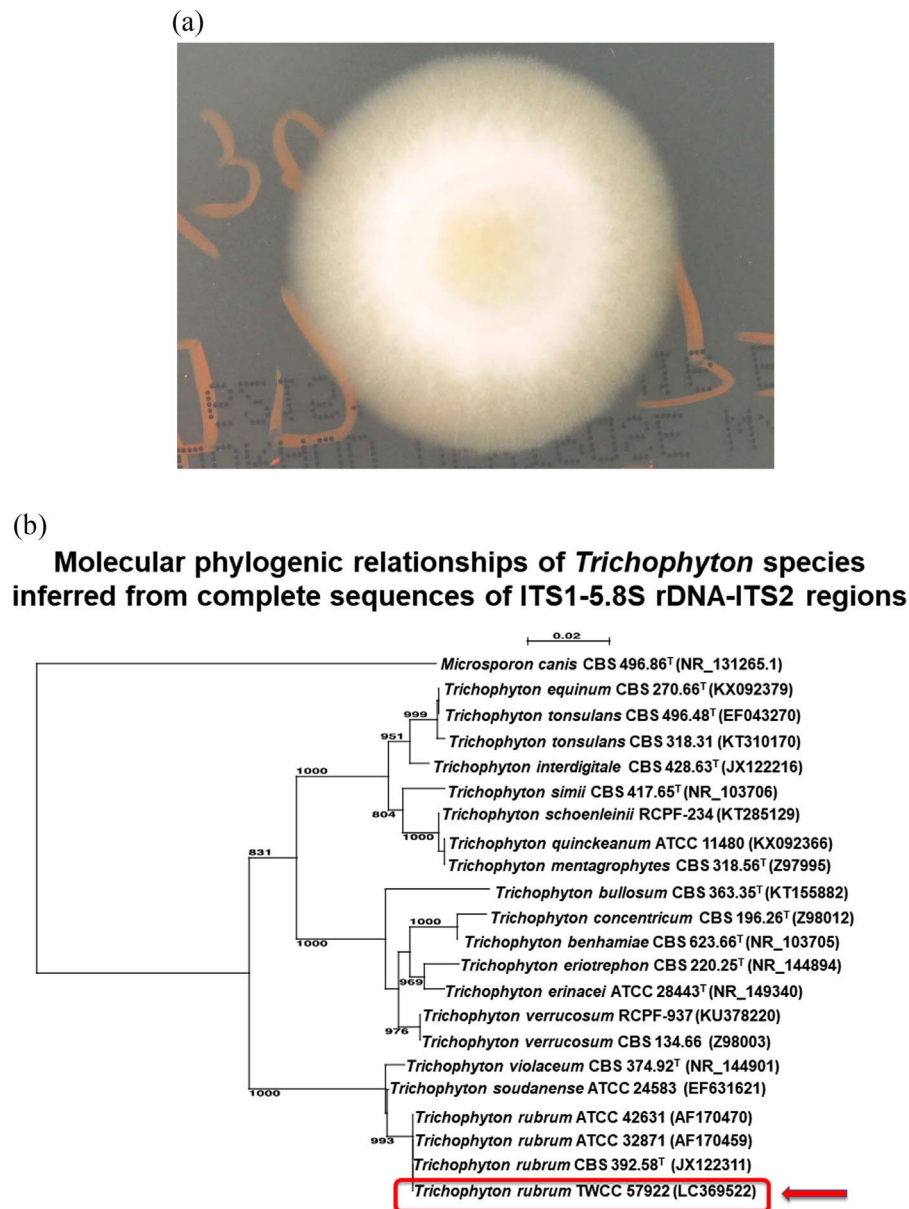 (a)
30
(b)
Molecular phylogenic relationships of Trichophyton species
inferred from complete sequences of ITS1-5.8S rDNA-ITS2 regions
0.02
Microsporon canis CBS 496.86ᵀ (NR_131265.1)
Trichophyton equinum CBS 270.66ᵀ (KX092379)
999
Trichophyton tonsulans CBS 496.48ᵀ (EF043270)
951
Trichophyton tonsulans CBS 318.31 (KT310170)
Trichophyton interdigitale CBS 428.63ᵀ (JX122216)
1000
Trichophyton simii CBS 417.65ᵀ (NR_103706)
804
Trichophyton schoenleinii RCPF-234 (KT285129)
1000
Trichophyton quinckeanum ATCC 11480 (KX092366)
831
Trichophyton mentagrophytes CBS 318.56ᵀ (Z97995)
Trichophyton bullosum CBS 363.35ᵀ (KT155882)
1000
Trichophyton concentricum CBS 196.26ᵀ (Z98012)
1000
Trichophyton benhamiae CBS 623.66ᵀ (NR_103705)
Trichophyton eriotrephon CBS 220.25ᵀ (NR_144894)
969
Trichophyton erinacei ATCC 28443ᵀ (NR_149340)
Trichophyton verrucosum RCPF-937 (KU378220)
976
Trichophyton verrucosum CBS 134.66 (Z98003)
Trichophyton violaceum CBS 374.92ᵀ (NR_144901)
1000
Trichophyton soudanense ATCC 24583 (EF631621)
Trichophyton rubrum ATCC 42631 (AF170470)
993
Trichophyton rubrum ATCC 32871 (AF170459)
Trichophyton rubrum CBS 392.58ᵀ (JX122311)
Trichophyton rubrum TWCC 57922 (LC369522)